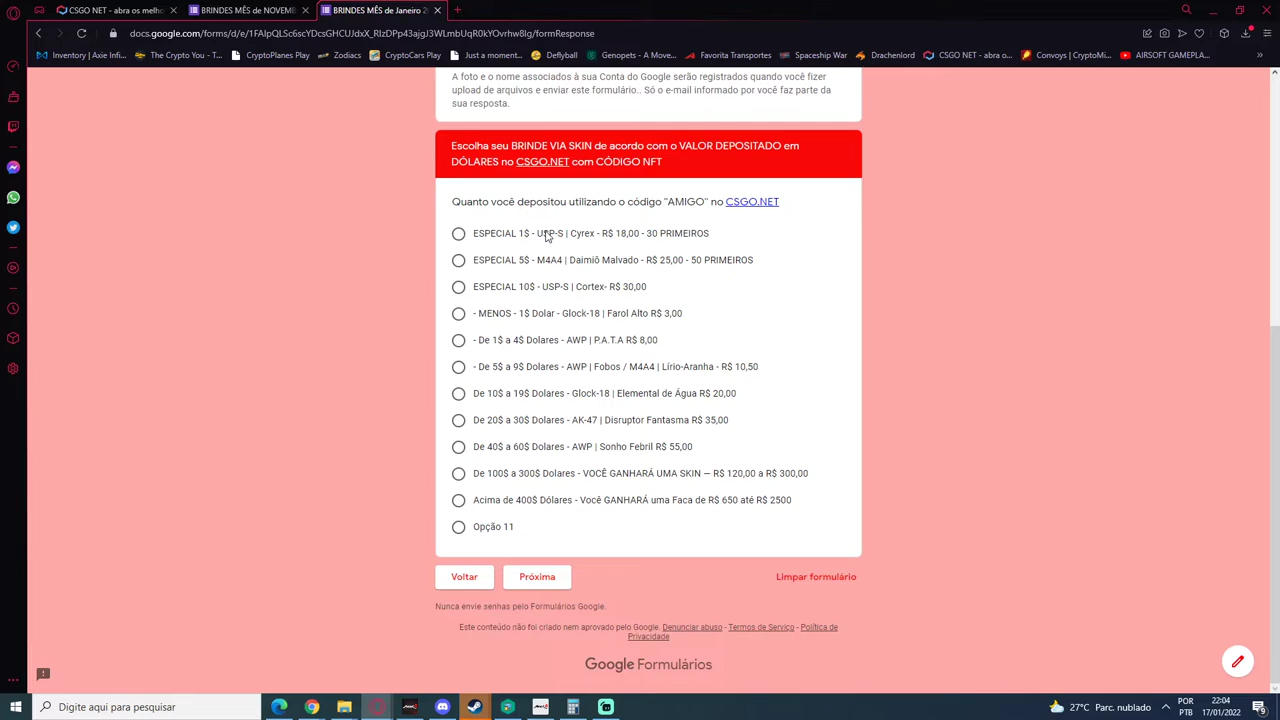 CSGO NET - abra os melho
BRINDES MÊS de NOVEMB
BRINDES MÊS de Janeiro 2
docs.google.com/forms/d/e/
Inventory | Axie Infi...
The Crypto You - T...
CryptoPlanes Play
Zodiacs
CryptoCars Play
Just a moment...
Deflyball
Genopets - A Move...
Favorita Transportes
Spaceship - War
Drachenlord
CSGO NET - abra o...
Convoys | CryptoMi...
AIRSOFT GAMEPLA...
A foto e o nome associados à sua Conta do Google serão registrados quando você fizer
upload de arquivos e enviar este formulário.. Só o e-mail informado por você faz parte da
sua resposta.
Escolha seu BRINDE VIA SKIN de acordo com o VALOR DEPOSITADO em
DÓLARES no CSGO.NET com CÓDIGO NFT
Quanto você depositou utilizando o código "AMIGO" no CSGO.NET
ESPECIAL 1$ - USP-S | Cyrex - R$ 18,00 - 30 PRIMEIROS
ESPECIAL 5$ - M4A4 | Daimiô Malvado - R$ 25,00 - 50 PRIMEIROS
ESPECIAL 10$ - USP-S | Cortex- R$ 30,00
- MENOS - 1$ Dolar - Glock-18 | Farol Alto R$ 3,00
- De 1$ a 4$ Dolares - AWP | P.A.T.A R$ 8,00
- De 5$ a 9$ Dolares - AWP | Fobos / M4A4 | Lírio-Aranha - R$ 10,50
De 10$ a 19$ Dolares - Glock-18 | Elemental de Água R$ 20,00
De 20$ a 30$ Dolares - AK-47 | Disruptor Fantasma R$ 35,00
De 40$ a 60$ Dolares - AWP | Sonho Febril R$ 55,00
De 100$ a 300$ Dolares - VOCÊ GANHARÁ UMA SKIN — R$ 120,00 a R$ 300,00
Acima de 400$ Dólares - Você GANHARÁ uma Faca de R$ 650 até R$ 2500
Opção 11
Voltar
Próxima
Limpar formulário
Nunca envie senhas pelo Formulários Google.
Este conteúdo não foi criado nem aprovado pelo Google. Denunciar abuso - Termos de Serviço - Política de
Privacidade
Google Formulários
Digite aqui para pesquisar
27°C Parc. nublado
POR
PTB
22:04
17/01/2022